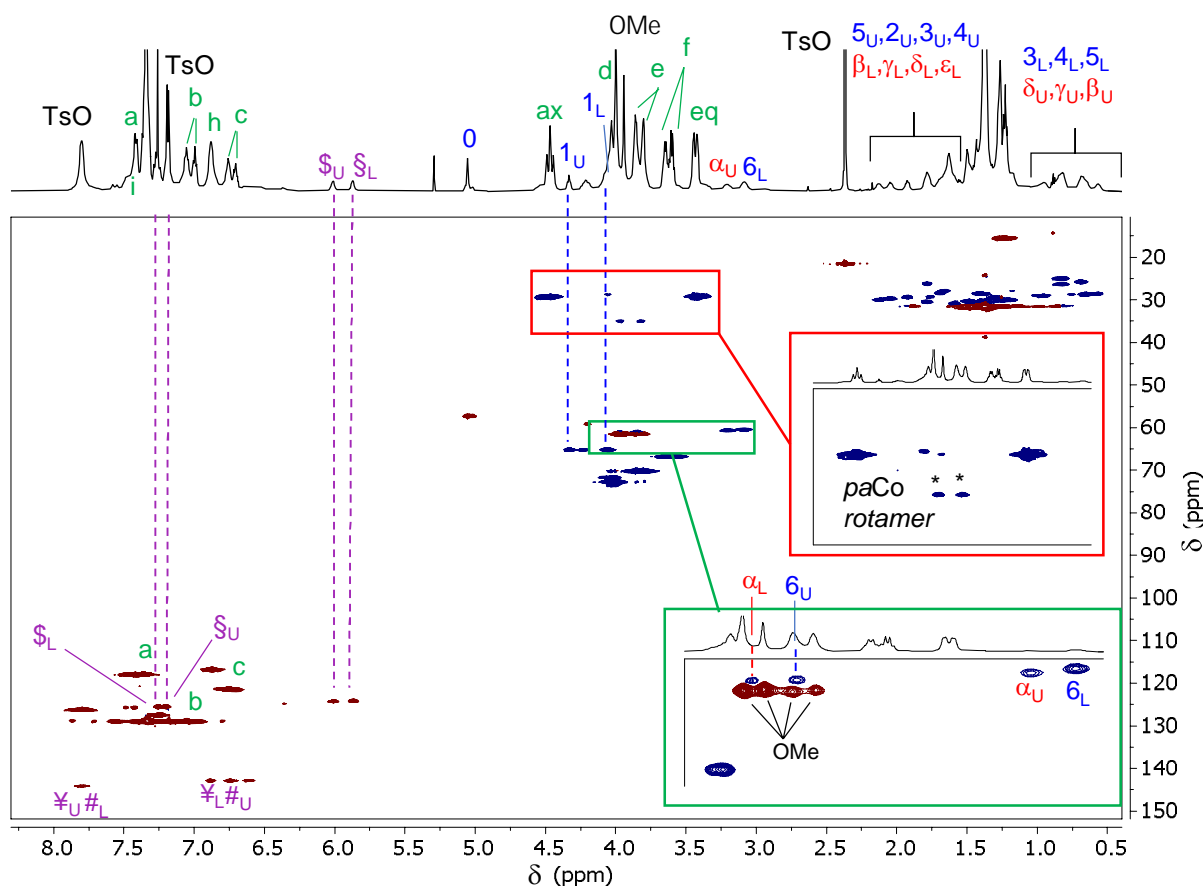 OMe
TsO
5U,2U,3U,4U
βL,γL,δL,εL
3L,4L,5L
δU,γU,βU
TsO
TsO
a
b
h
c
i
$U
§L
0
ax
1U
1L
d
e
f
eq
αU
6L
20
30
40
50
60
70
80
90
100
110
120
130
140
150
δ (ppm)
* *
paCo
rotamer
αL
6U
αU
6L
OMe
$L
a
§U
c
b
¥U#L
¥L#U
8.0
7.5
7.0
6.5
6.0
5.5
5.0
4.5
4.0
3.5
3.0
2.5
2.0
1.5
1.0
0.5
δ (ppm)